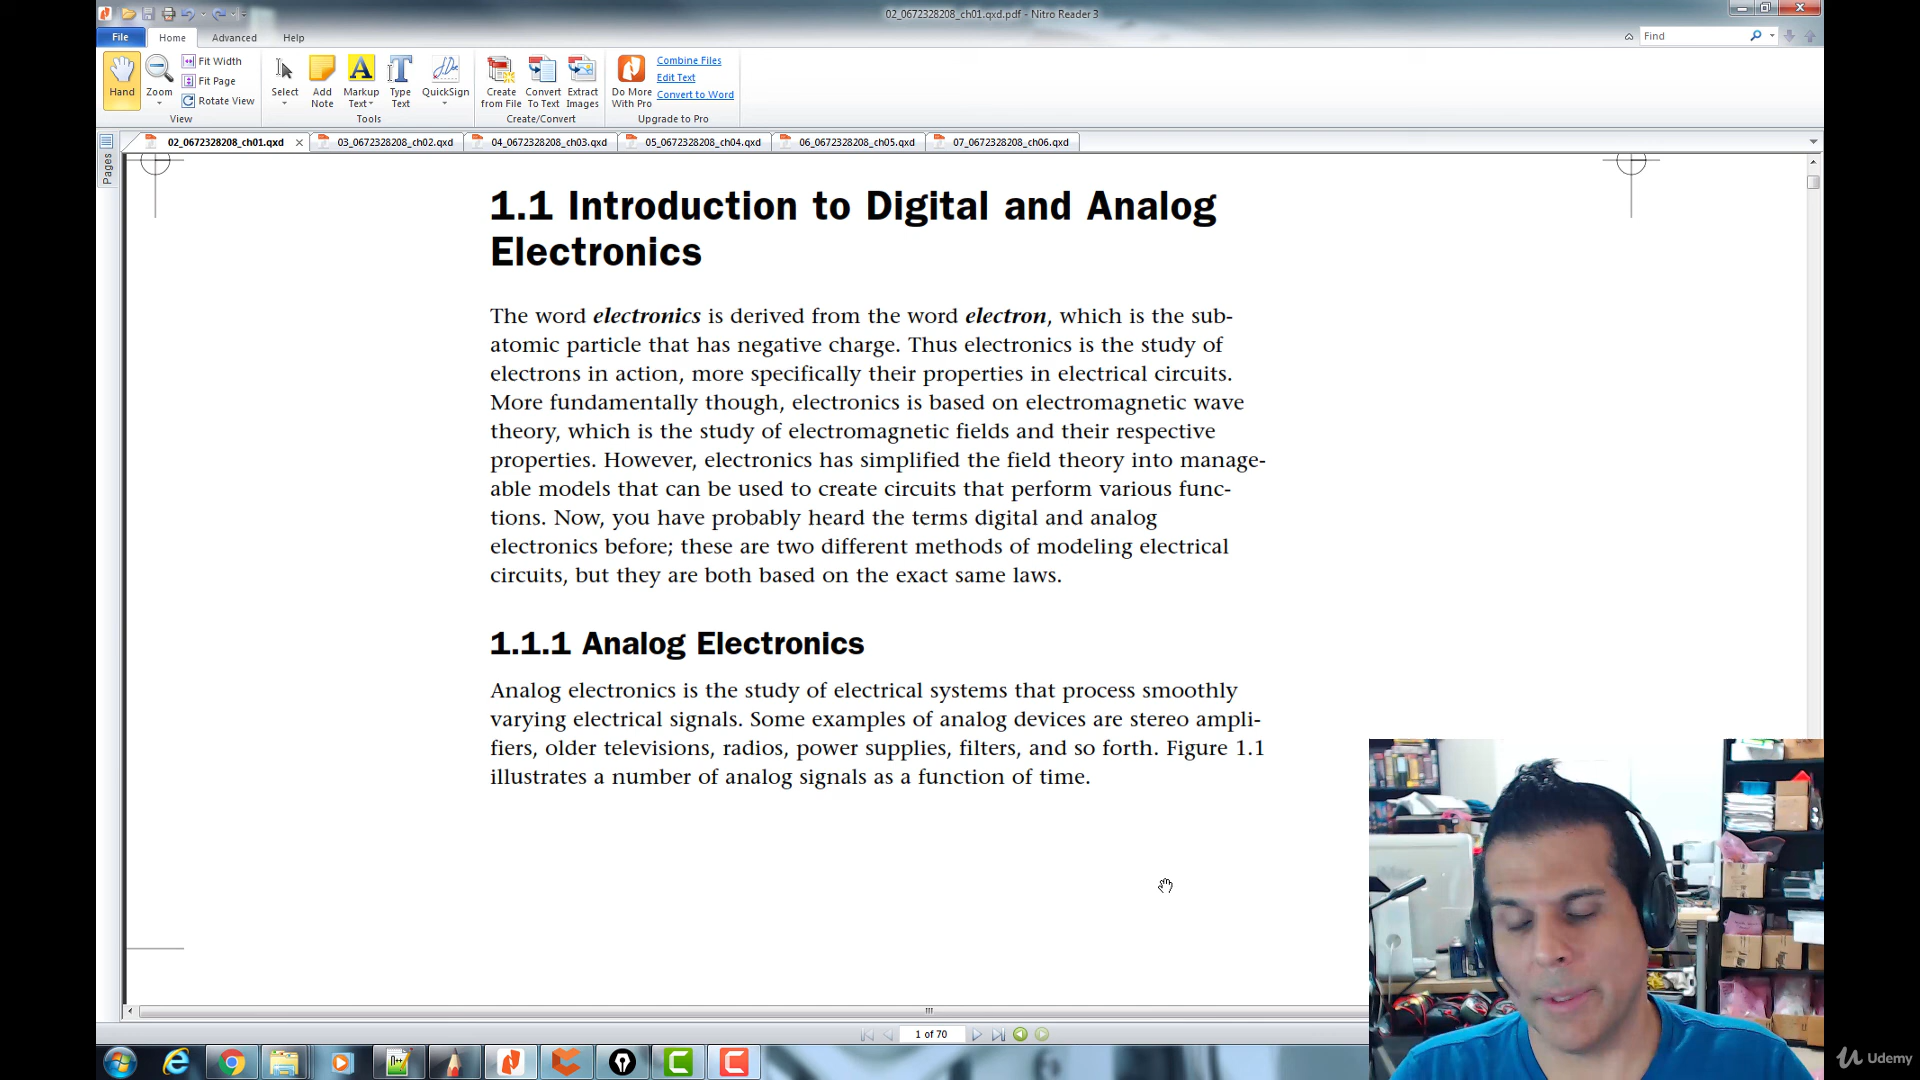 02_0672328208_ch01.qxd.pdf - Nitro Reader 3
File Home Advanced Help
Find
Hand
Zoom
Fit Width
Fit Page
Rotate View
View
Select
Add Note
Markup Text
Type Text
QuickSign
Tools
Create from File
Convert To Text
Extract Images
Create/Convert
Do More With Pro
Combine Files
Edit Text
Convert to Word
Upgrade to Pro
02_0672328208_ch01.qxd 03_0672328208_ch02.qxd 04_0672328208_ch03.qxd 05_0672328208_ch04.qxd 06_0672328208_ch05.qxd 07_0672328208_ch06.qxd
Pages
1.1 Introduction to Digital and Analog
Electronics
The word electronics is derived from the word electron, which is the sub-
atomic particle that has negative charge. Thus electronics is the study of
electrons in action, more specifically their properties in electrical circuits.
More fundamentally though, electronics is based on electromagnetic wave
theory, which is the study of electromagnetic fields and their respective
properties. However, electronics has simplified the field theory into manage-
able models that can be used to create circuits that perform various func-
tions. Now, you have probably heard the terms digital and analog
electronics before; these are two different methods of modeling electrical
circuits, but they are both based on the exact same laws.
1.1.1 Analog Electronics
Analog electronics is the study of electrical systems that process smoothly
varying electrical signals. Some examples of analog devices are stereo ampli-
fiers, older televisions, radios, power supplies, filters, and so forth. Figure 1.1
illustrates a number of analog signals as a function of time.
1 of 70
Udemy